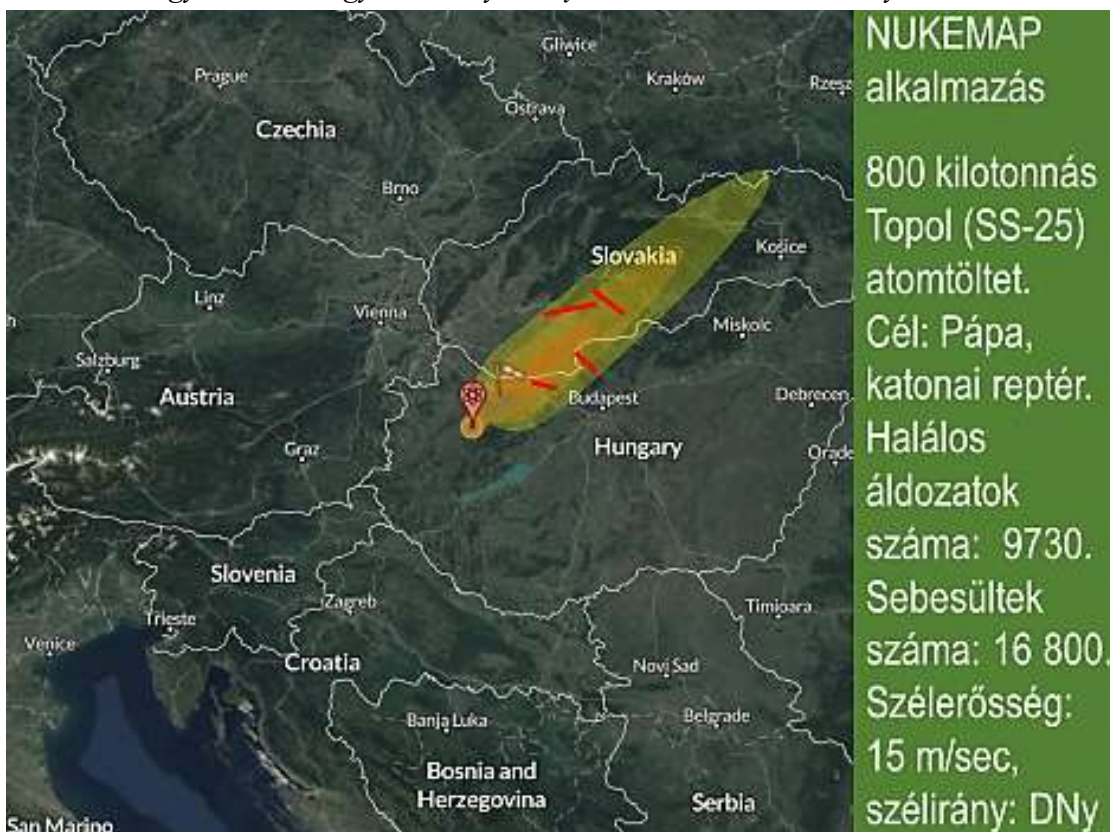 Gliwice
Prague
Kraków
Ostrava
Czechia
Brno
Slovakia
Košice
Linz
Vienna
Miskolc
Salzburg
Austria
Budapest
Debrecen
Graz
Hungary
Slovenia
Zagreb
Timioara
Trieste
Venice
Croatia
Novi Sad
Banja Luka
Belgrade
Bosnia and
Herzegovina
Serbia
San Marino
NUKEMAP
alkalmazás
800 kilotonnás
Topol (SS-25)
atomtöltet.
Cél: Pápa,
katonai reptér.
Halálos
áldozatok
száma: 9730.
Sebesültek
száma: 16 800.
Szélerősség:
15 m/sec,
szélirány: DNy